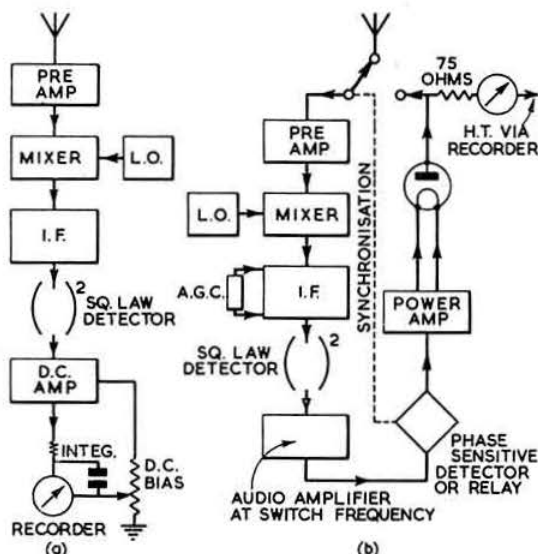 PRE
AMP
MIXER
L.O.
I.F.
2
SQ. LAW
DETECTOR
D.C.
AMP
INTEG.
D.C.
BIAS
RECORDER
(a)
PRE
AMP
L.O.
MIXER
A.G.C.
I.F.
2
SQ. LAW
DETECTOR
AUDIO AMPLIFIER
AT SWITCH FREQUENCY
(b)
SYNCHRONISATION
75
OHMS
H.T. VIA
RECORDER
POWER
AMP
PHASE
SENSITIVE
DETECTOR
OR RELAY